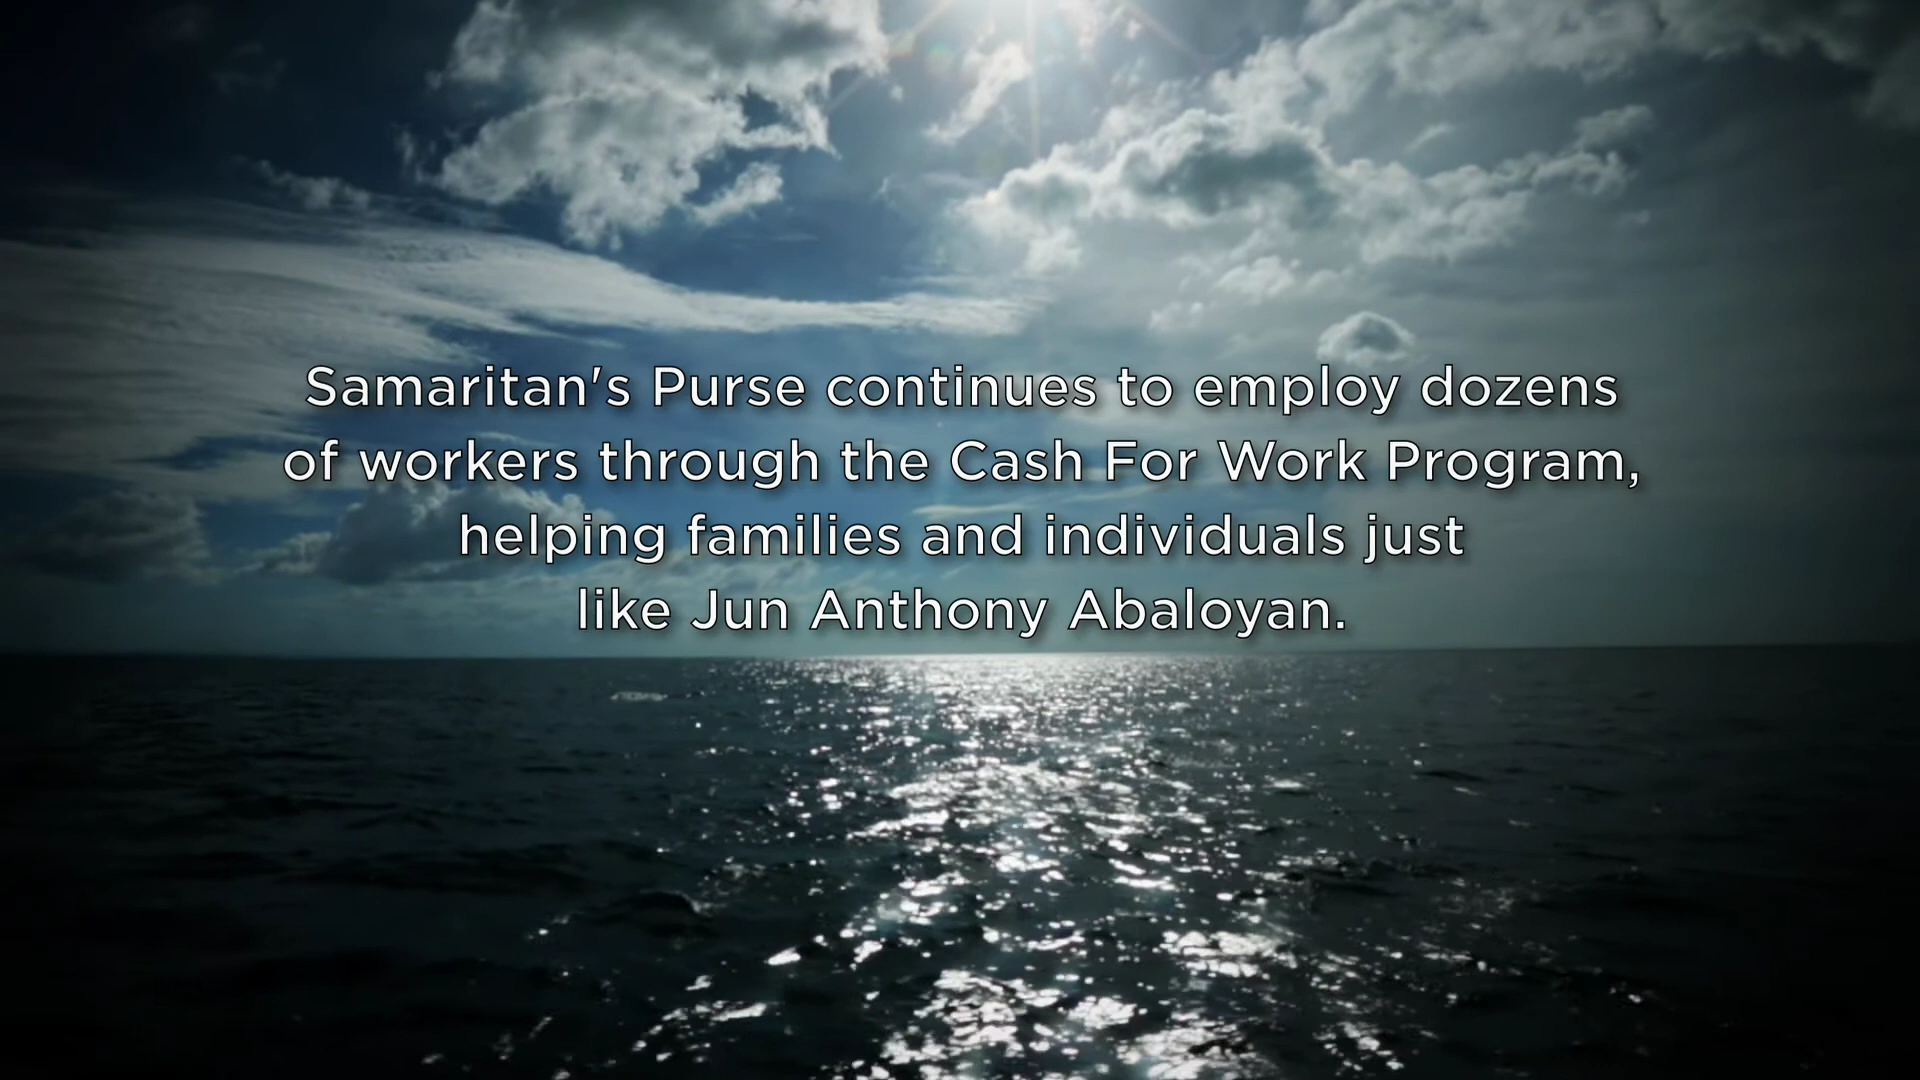 Samaritan's Purse continues to employ dozens
of workers through the Cash For Work Program,
helping families and individuals just
like Jun Anthony Abaloyan.